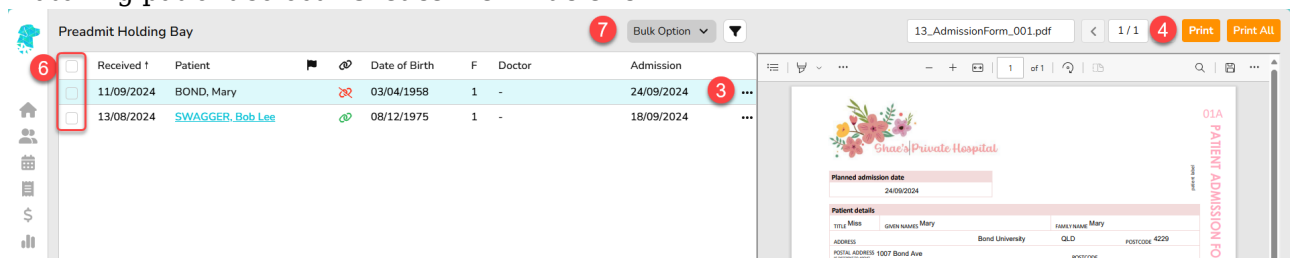 Preadmit Holding Bay
7
Bulk Option
13_AdmissionForm_001.pdf
1 / 1
4
Print
Print All
6
Received ↑ Patient Date of Birth F Doctor Admission
11/09/2024 BOND, Mary 03/04/1958 1 - 24/09/2024
3
13/08/2024 SWAGGER, Bob Lee 08/12/1975 1 - 18/09/2024
1 of 1
Shae's Private Hospital
Planned admission date
24/09/2024
Patient details
TITLE Miss GIVEN NAMES Mary FAMILY NAME Mary
ADDRESS Bond University QLD POSTCODE 4229
POSTAL ADDRESS 1007 Bond Ave
POSTCODE
01A PATIENT ADMISSION FO